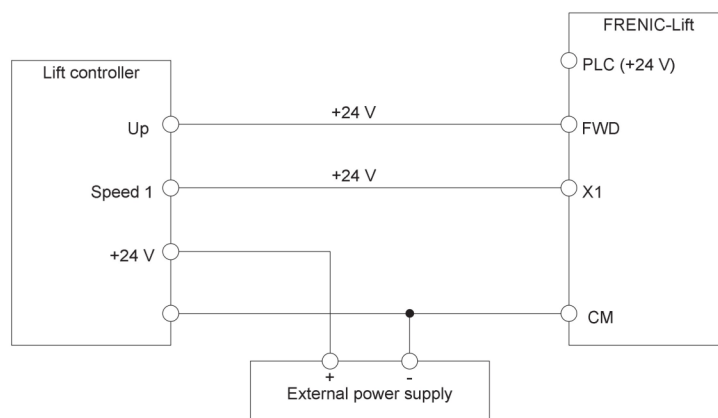 FRENIC-Lift
PLC (+24 V)
Lift controller
+24 V
Up
FWD
+24 V
Speed 1
X1
+24 V
CM
+
-
External power supply